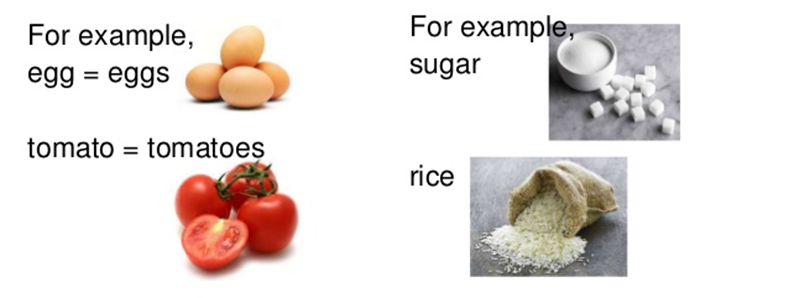 For example,
egg = eggs
tomato = tomatoes
For example,
sugar
rice